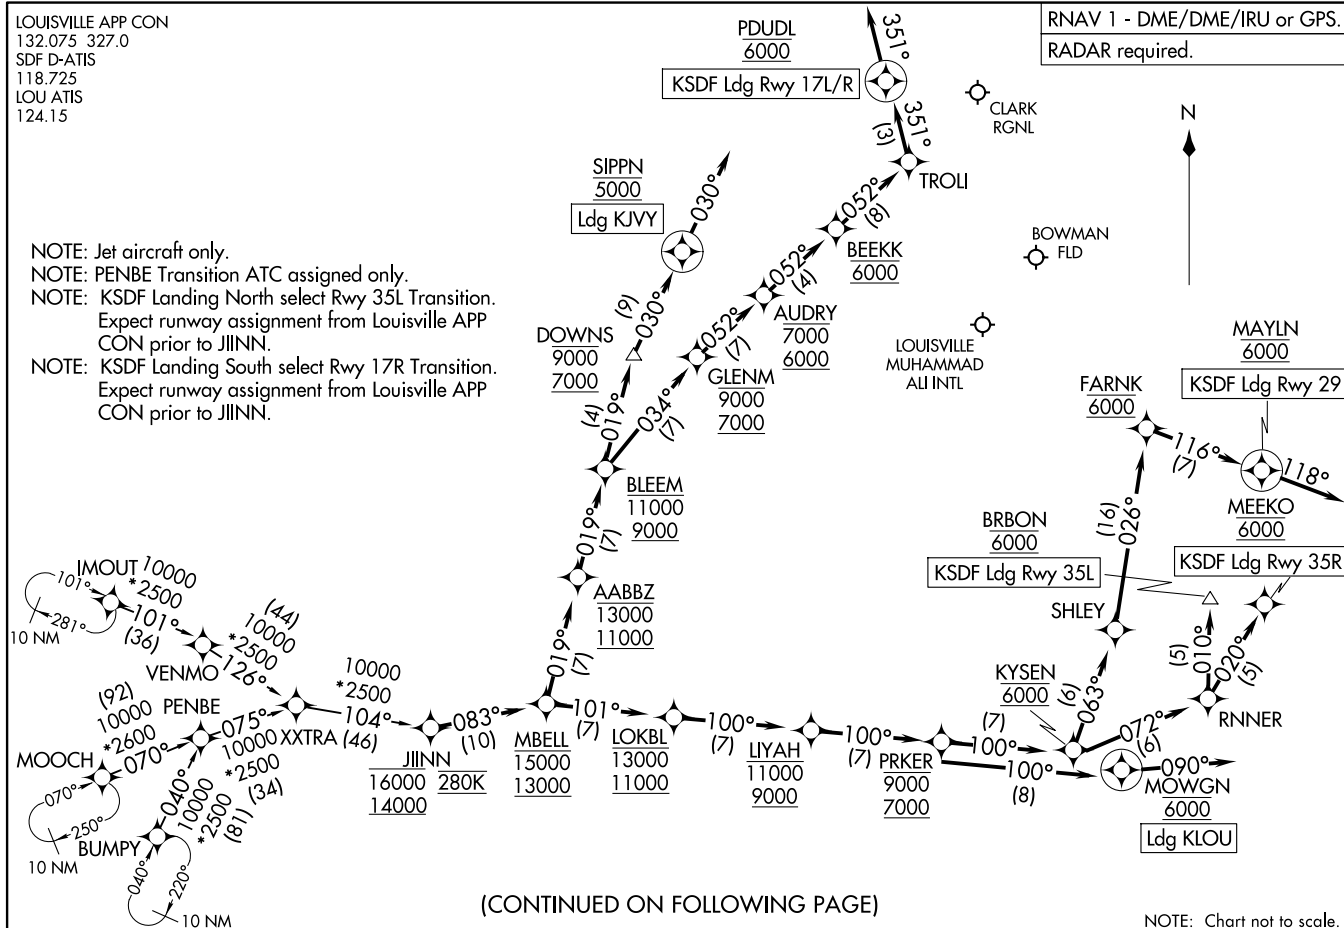 LOUISVILLE APP CON
132.075 327.0
SDF D-ATIS
118.725
LOU ATIS
124.15
RNAV 1 - DME/DME/IRU or GPS.
RADAR required.
NOTE: Jet aircraft only.
NOTE: PENBE Transition ATC assigned only.
NOTE: KSDF Landing North select Rwy 35L Transition.
Expect runway assignment from Louisville APP
CON prior to JIINN.
NOTE: KSDF Landing South select Rwy 17R Transition.
Expect runway assignment from Louisville APP
CON prior to JIINN.
PDUDL
6000
KSDF Ldg Rwy 17L/R
351°
351°
(3)
TROLI
CLARK
RGNL
N
SIPPN
5000
Ldg KJVY
030°
052°
(8)
BEEKK
6000
BOWMAN
FLD
052°
(4)
AUDRY
7000
6000
LOUISVILLE
MUHAMMAD
ALI INTL
(9)
030°
DOWNS
9000
7000
052°
(7)
GLENM
9000
7000
(4)
019°
034°
(7)
BLEEM
11000
9000
MAYLN
6000
KSDF Ldg Rwy 29
FARNK
6000
116°
(7)
118°
MEEKO
6000
KSDF Ldg Rwy 35R
BRBON
6000
KSDF Ldg Rwy 35L
(16)
026°
019°
(7)
AABBZ
13000
11000
SHLEY
IMOUT
10000
*2500
101°
281°
10 NM
101°
(36)
VENMO
(44)
10000
*2500
126°
019°
(7)
(5)
010°
020°
(5)
RNNER
KYSEN
6000
(6)
063°
072°
(6)
PENBE
075°
10000
*2500
(34)
XXTRA
10000
*2500
104°
(46)
JIINN
16000
14000
280K
083°
(10)
MBELL
15000
13000
101°
(7)
LOKBL
13000
11000
100°
(7)
LIYAH
11000
9000
100°
(7)
PRKER
9000
7000
(7)
100°
100°
(8)
090°
MOWGN
6000
Ldg KLOU
(92)
10000
*2600
070°
MOOCH
070°
250°
10 NM
040°
10000
*2500
(81)
BUMPY
040°
220°
10 NM
(CONTINUED ON FOLLOWING PAGE)
NOTE: Chart not to scale.